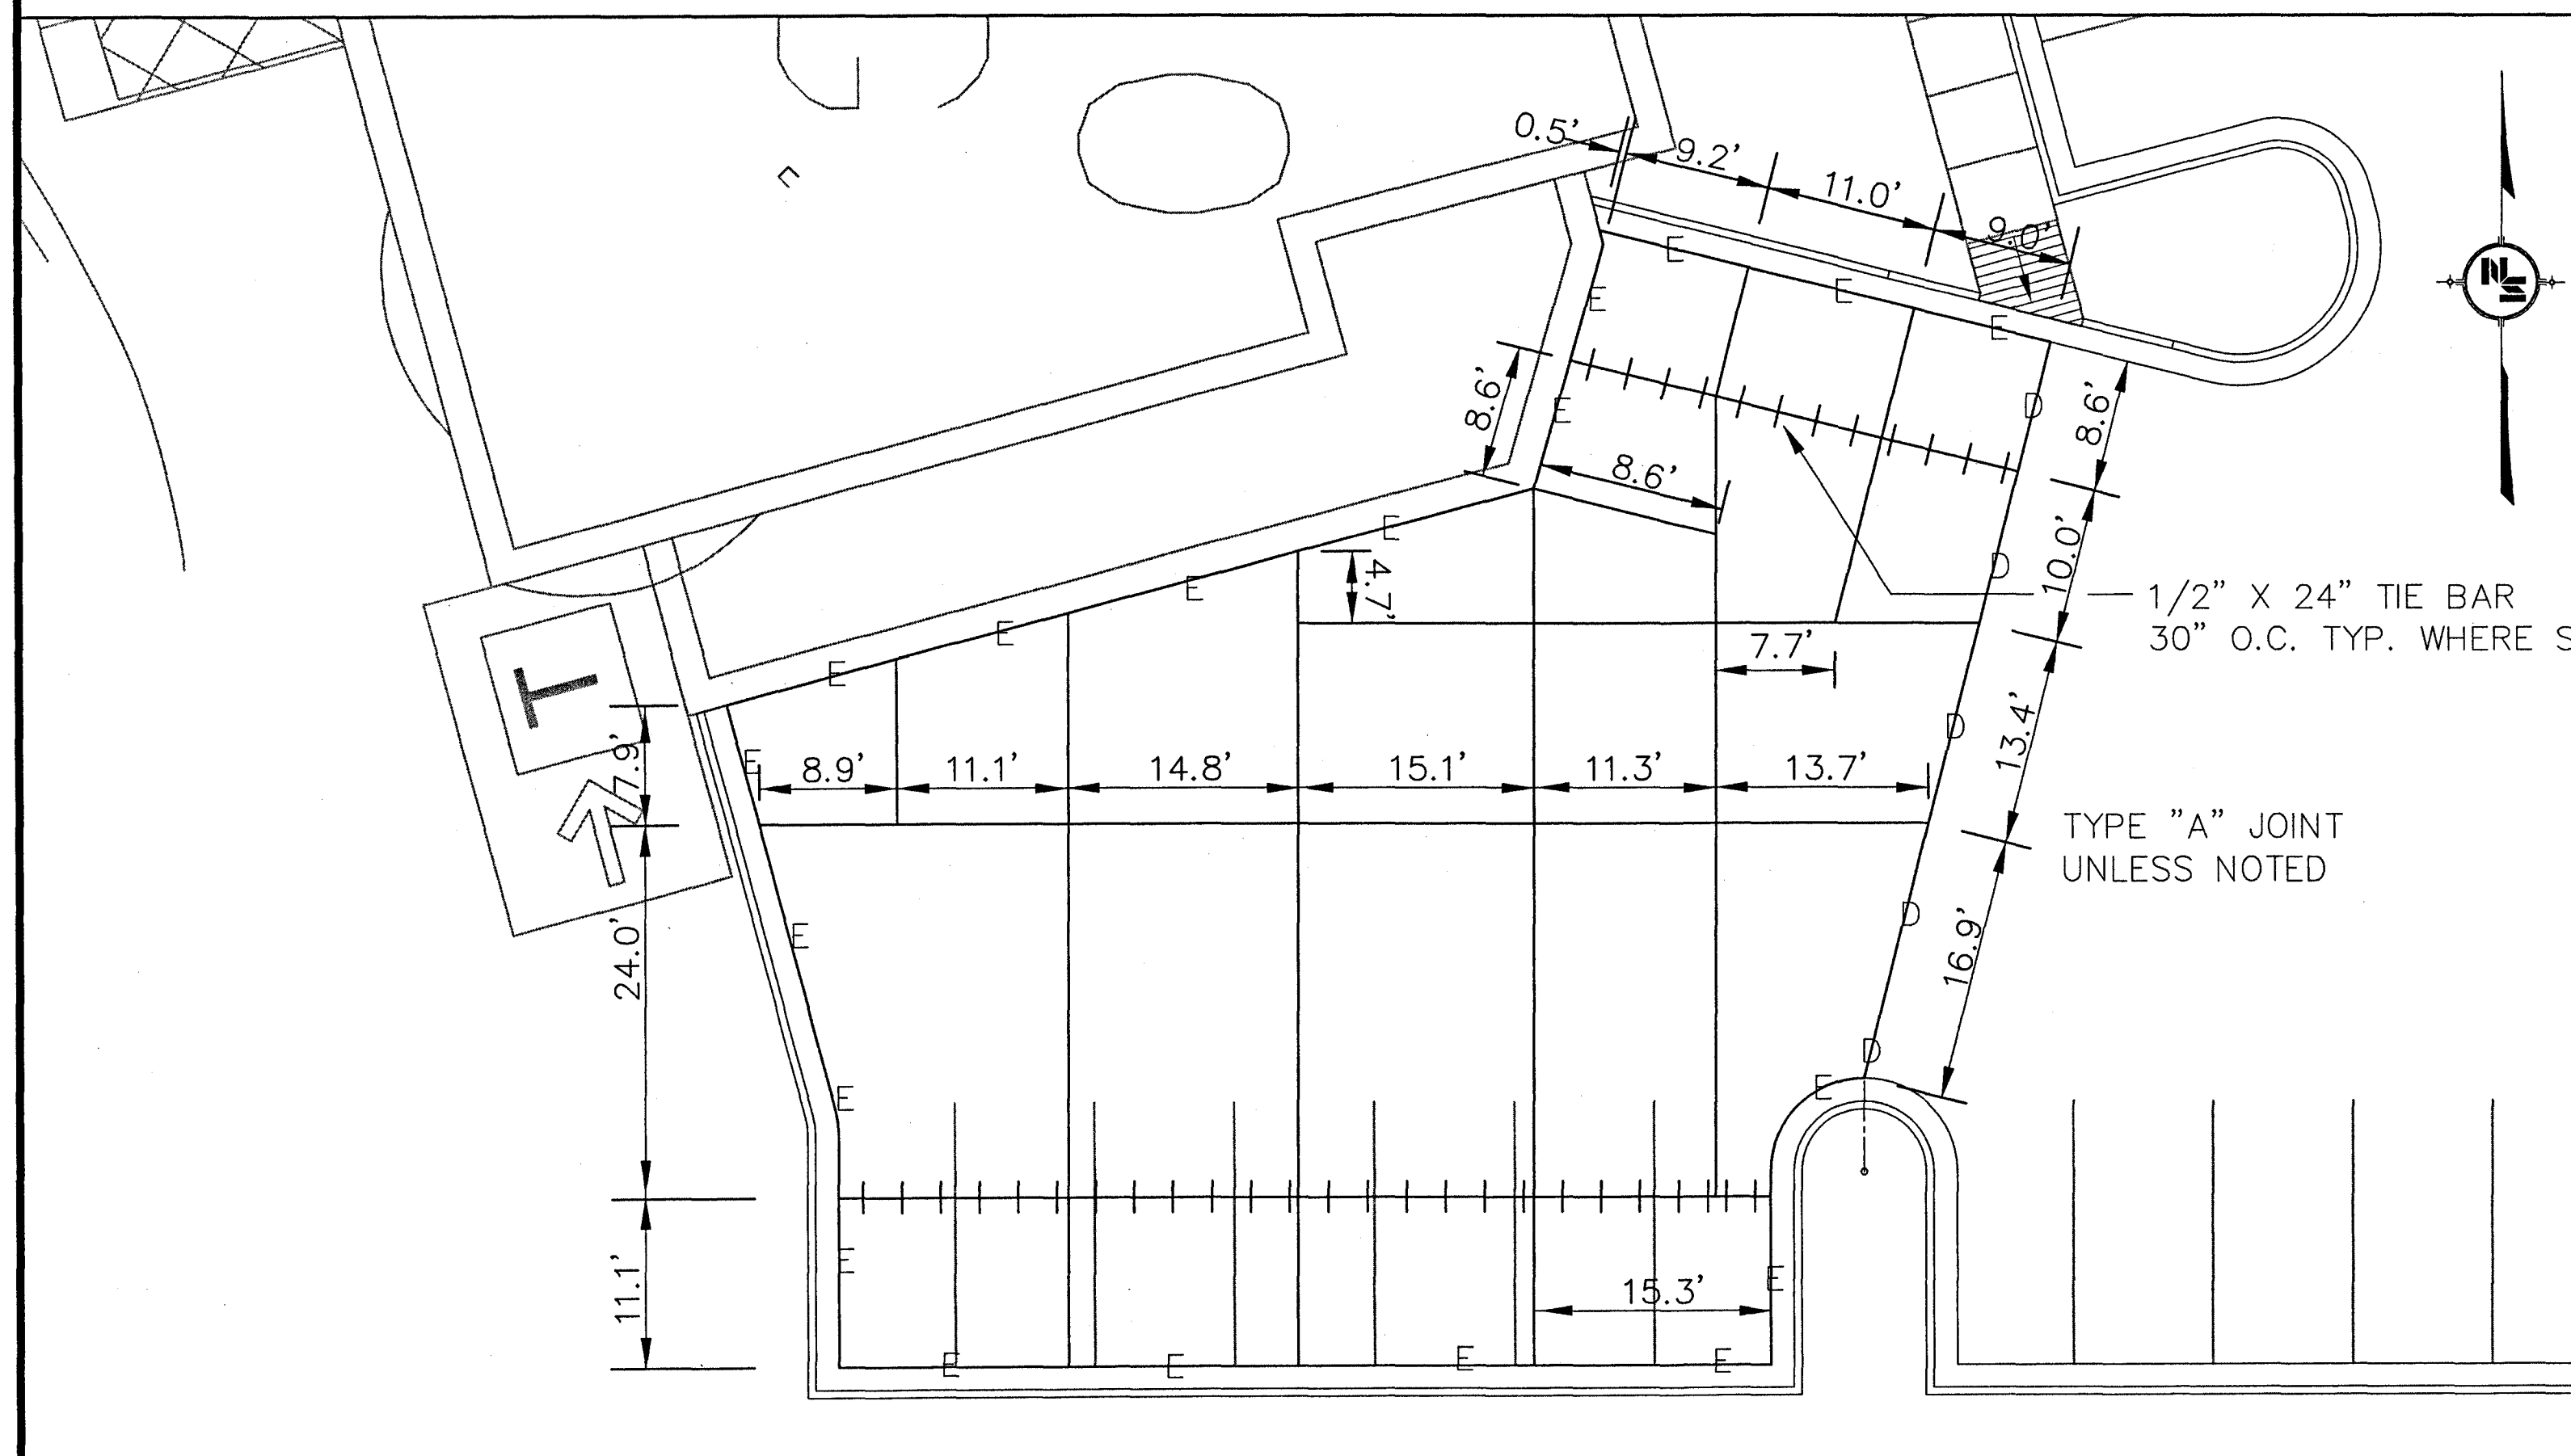 0.5'
9.2'
11.0'
9.0'
E
E
E
E
E
E
E
E
E
E
8.6'
8.6'
D
8.6'
4.7'
D
10.0'
1/2" X 24" TIE BAR
30" O.C. TYP. WHERE S
7.7'
T
7.9'
E
8.9'
11.1'
14.8'
15.1'
11.3'
13.7'
D
13.4'
TYPE "A" JOINT
UNLESS NOTED
24.0'
E
D
16.9'
E
E
D
11.1'
E
15.3'
E
E
E
E
E